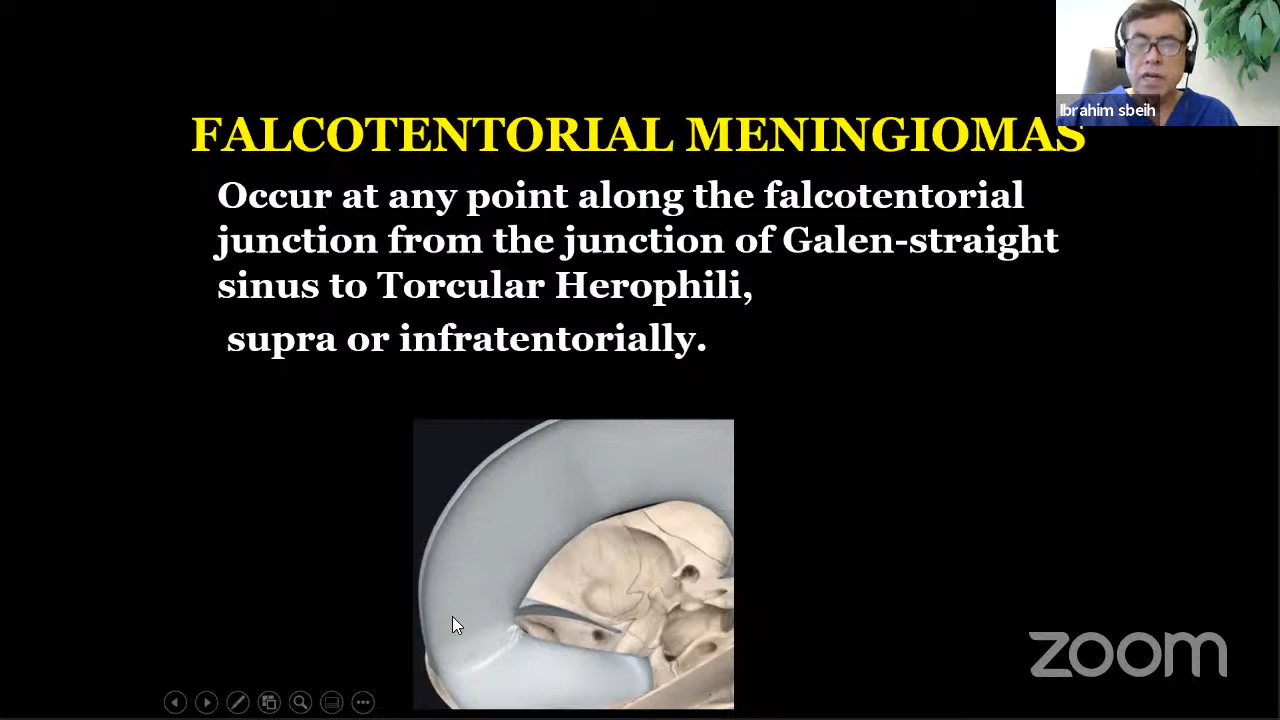 Ibrahim sbeih
FALCOTENTORIAL MENINGIOMAS
Occur at any point along the falcotentorial
junction from the junction of Galen-straight
sinus to Torcular Herophili,
supra or infratentorially.
zoom